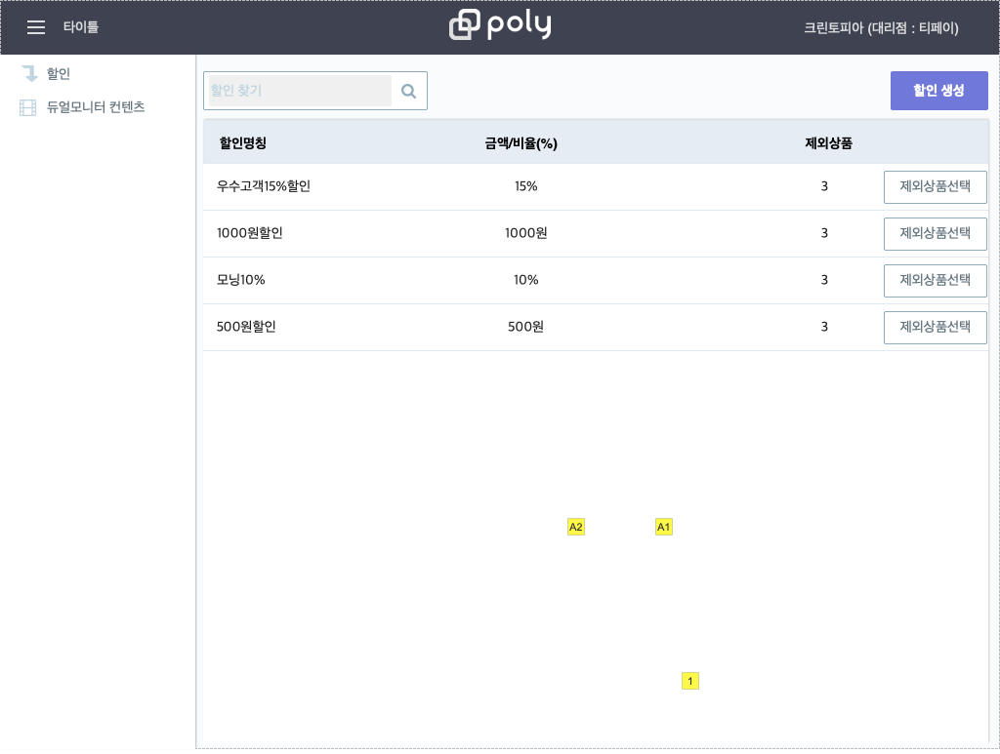 타이틀
poly
크린토피아 (대리점 : 티페이)
할인
듀얼모니터 컨텐츠
할인 찾기
할인 생성
할인명칭 금액/비율(%) 제외상품
우수고객15%할인 15% 3 제외상품선택
1000원할인 1000원 3 제외상품선택
모닝10% 10% 3 제외상품선택
500원할인 500원 3 제외상품선택
A2 A1
1